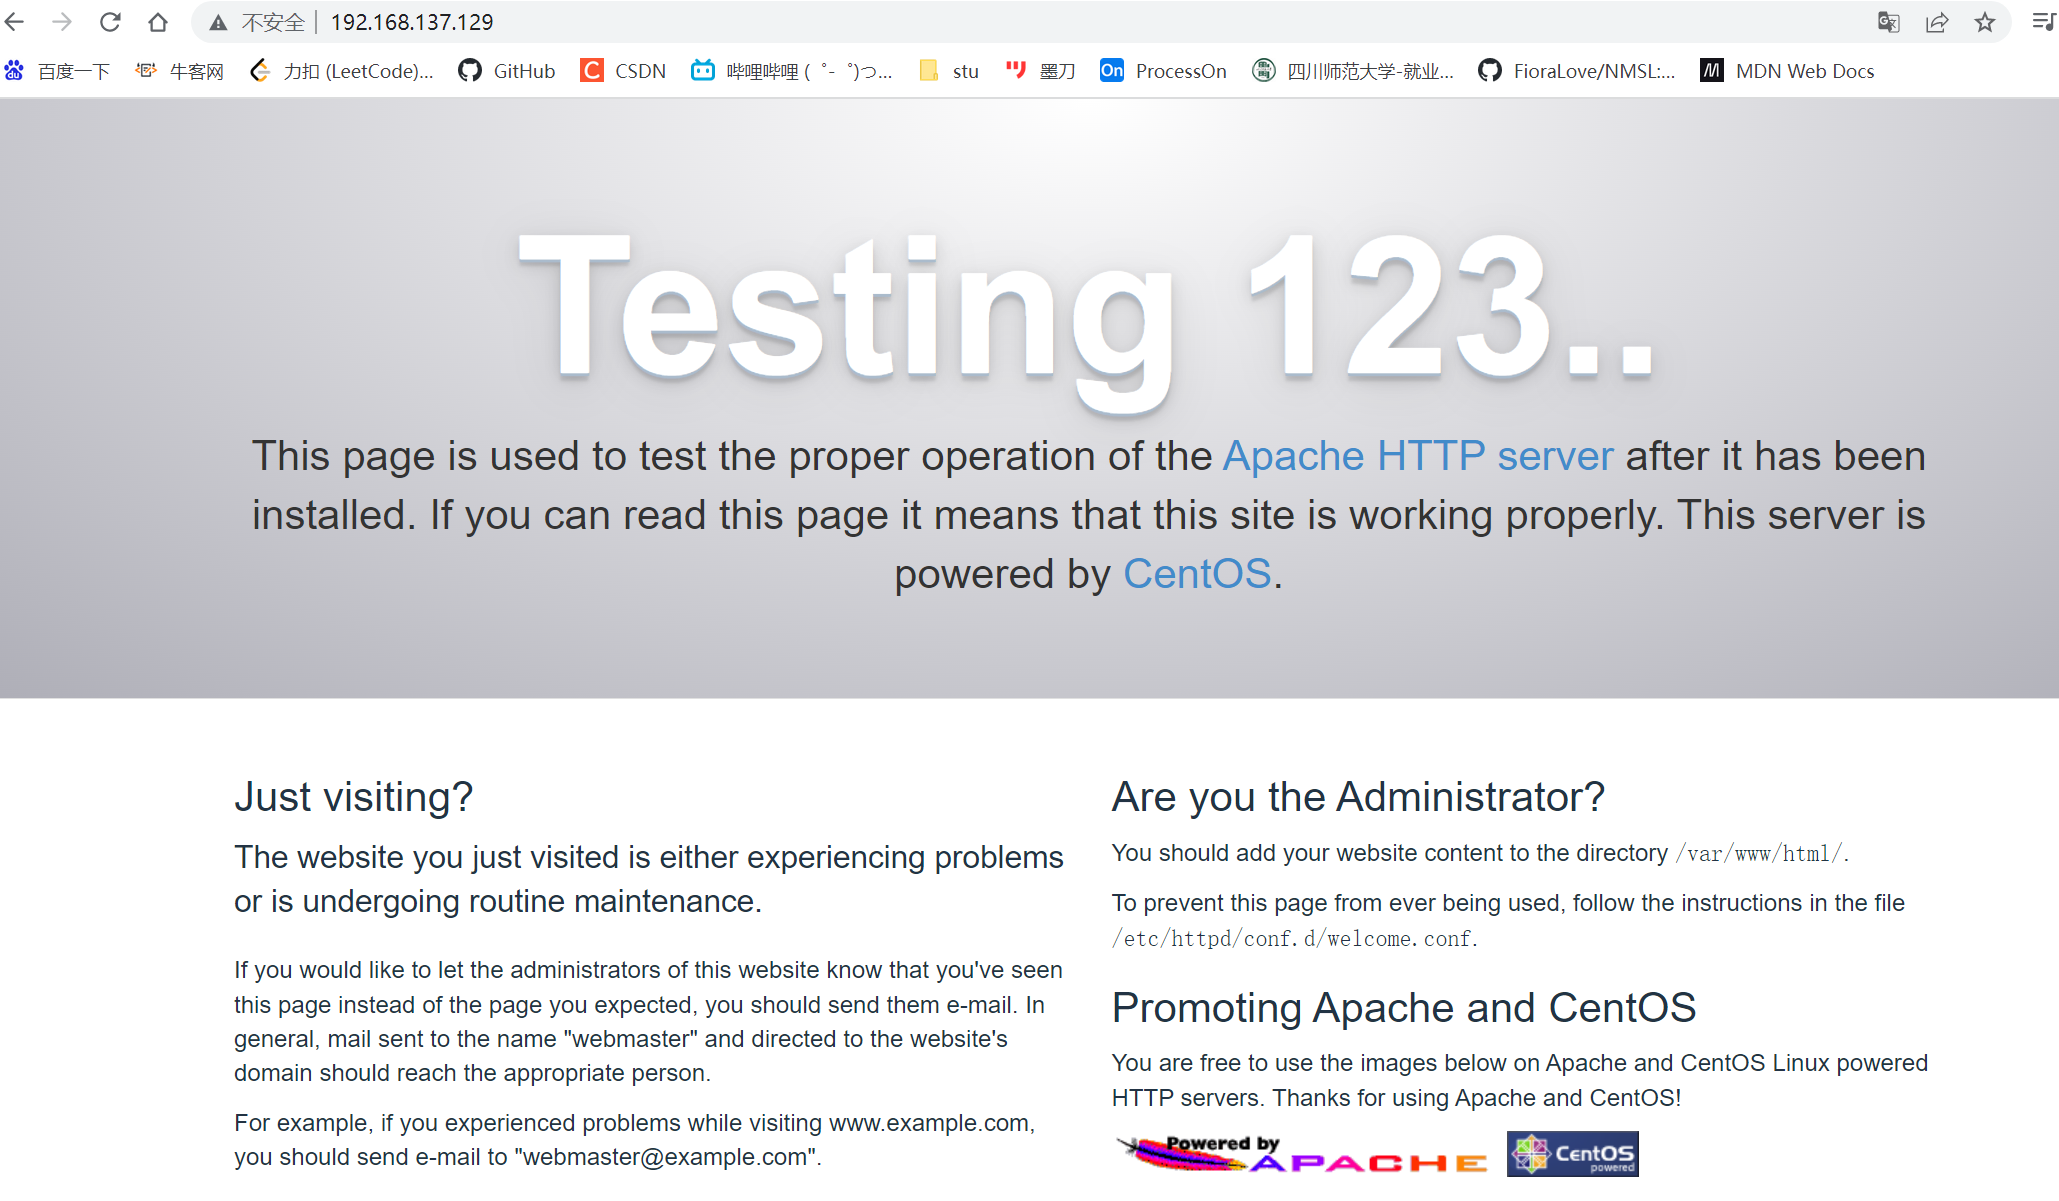 不安全 192.168.137.129
百度一下 牛客网 力扣 (LeetCode)... GitHub CSDN 哔哩哔哩 (゜-゜)つ... stu 墨刀 On ProcessOn 四川师范大学-就业... FioraLove/NMSL:... MDN Web Docs
Testing 123..
This page is used to test the proper operation of the Apache HTTP server after it has been
installed. If you can read this page it means that this site is working properly. This server is
powered by CentOS.
Just visiting?
The website you just visited is either experiencing problems
or is undergoing routine maintenance.
If you would like to let the administrators of this website know that you've seen
this page instead of the page you expected, you should send them e-mail. In
general, mail sent to the name "webmaster" and directed to the website's
domain should reach the appropriate person.
For example, if you experienced problems while visiting www.example.com,
you should send e-mail to "webmaster@example.com".
Are you the Administrator?
You should add your website content to the directory /var/www/html/.
To prevent this page from ever being used, follow the instructions in the file
/etc/httpd/conf.d/welcome.conf.
Promoting Apache and CentOS
You are free to use the images below on Apache and CentOS Linux powered
HTTP servers. Thanks for using Apache and CentOS!
Powered by
APACHE
CentOS
powered